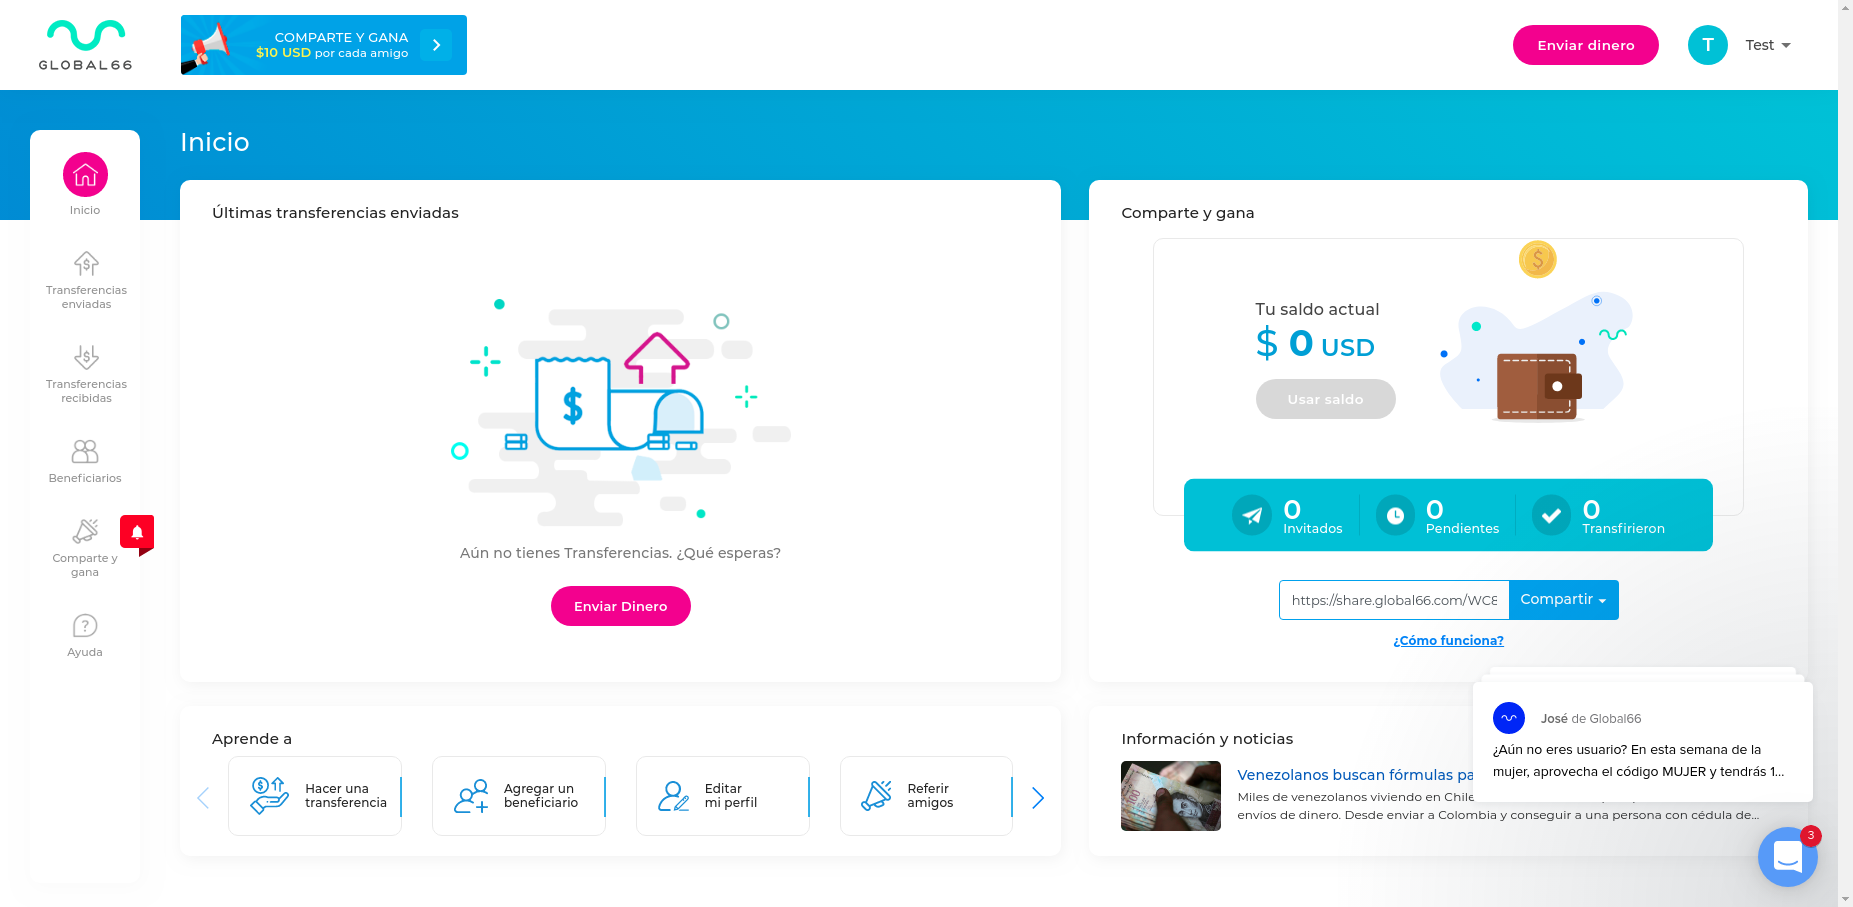 GLOBAL66
COMPARTE Y GANA
$10 USD por cada amigo
Enviar dinero
T
Test
Inicio
Inicio
Transferencias
enviadas
Transferencias
recibidas
Beneficiarios
Comparte y
gana
Ayuda
Últimas transferencias enviadas
Aún no tienes Transferencias. ¿Qué esperas?
Enviar Dinero
Comparte y gana
Tu saldo actual
$ 0 USD
Usar saldo
0
Invitados
0
Pendientes
0
Transfirieron
https://share.global66.com/WC8
Compartir
¿Cómo funciona?
Aprende a
Hacer una
transferencia
Agregar un
beneficiario
Editar
mi perfil
Referir
amigos
Información y noticias
Venezolanos buscan fórmulas pa
Miles de venezolanos viviendo en Chile
envíos de dinero. Desde enviar a Colombia y conseguir a una persona con cédula de...
José de Global66
¿Aún no eres usuario? En esta semana de la
mujer, aprovecha el código MUJER y tendrás 1...
3